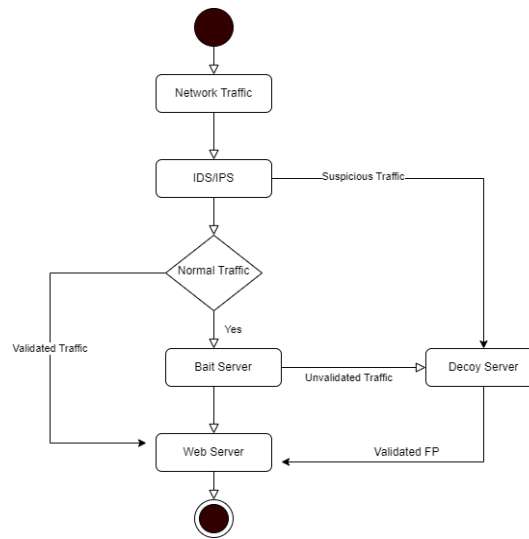 Network Traffic
IDS/IPS
Suspicious Traffic
Normal Traffic
Yes
Validated Traffic
Bait Server
Unvalidated Traffic
Decoy Server
Web Server
Validated FP